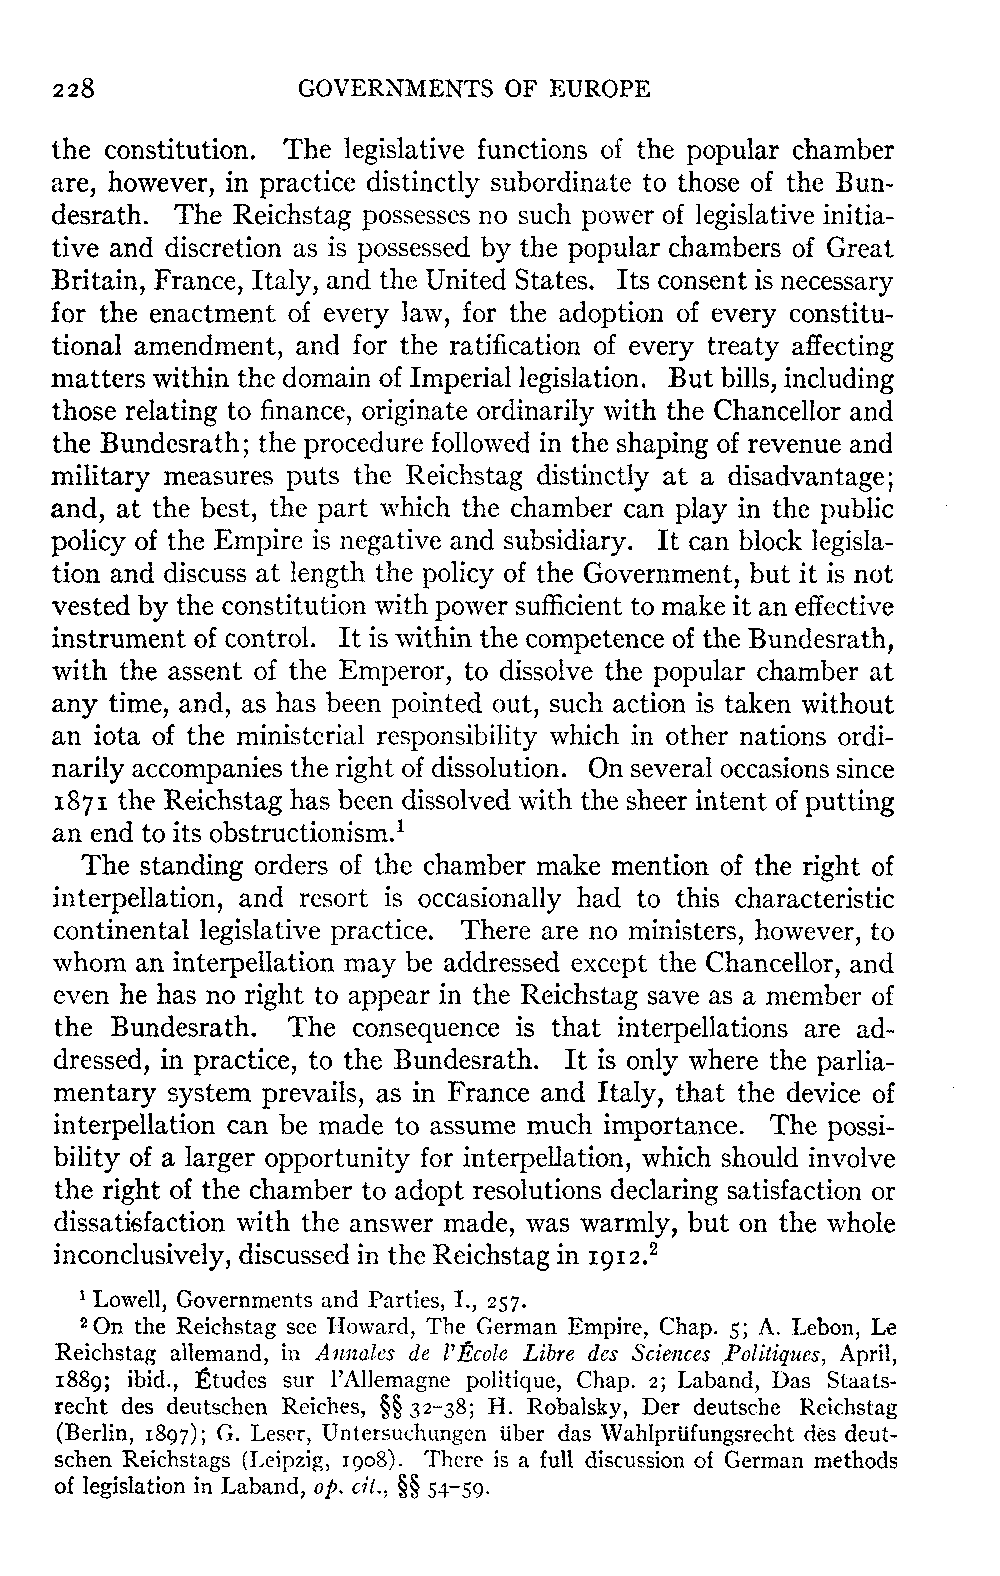 228 GOVERNMENTS OF EUROPE
the constitution. The legislative functions of the popular chamber
are, however, in practice distinctly subordinate to those of the Bun-
desrath. The Reichstag possesses no such power of legislative initia-
tive and discretion as is possessed by the popular chambers of Great
Britain, France, Italy, and the United States. Its consent is necessary
for the enactment of every law, for the adoption of every constitu-
tional amendment, and for the ratification of every treaty affecting
matters within the domain of Imperial legislation. But bills, including
those relating to finance, originate ordinarily with the Chancellor and
the Bundesrath; the procedure followed in the shaping of revenue and
military measures puts the Reichstag distinctly at a disadvantage;
and, at the best, the part which the chamber can play in the public
policy of the Empire is negative and subsidiary. It can block legisla-
tion and discuss at length the policy of the Government, but it is not
vested by the constitution with power sufficient to make it an effective
instrument of control. It is within the competence of the Bundesrath,
with the assent of the Emperor, to dissolve the popular chamber at
any time, and, as has been pointed out, such action is taken without
an iota of the ministerial responsibility which in other nations ordi-
narily accompanies the right of dissolution. On several occasions since
1871 the Reichstag has been dissolved with the sheer intent of putting
an end to its obstructionism.¹
The standing orders of the chamber make mention of the right of
interpellation, and resort is occasionally had to this characteristic
continental legislative practice. There are no ministers, however, to
whom an interpellation may be addressed except the Chancellor, and
even he has no right to appear in the Reichstag save as a member of
the Bundesrath. The consequence is that interpellations are ad-
dressed, in practice, to the Bundesrath. It is only where the parlia-
mentary system prevails, as in France and Italy, that the device of
interpellation can be made to assume much importance. The possi-
bility of a larger opportunity for interpellation, which should involve
the right of the chamber to adopt resolutions declaring satisfaction or
dissatisfaction with the answer made, was warmly, but on the whole
inconclusively, discussed in the Reichstag in 1912.²
¹ Lowell, Governments and Parties, I., 257.
² On the Reichstag see Howard, The German Empire, Chap. 5; A. Lebon, Le
Reichstag allemand, in Annales de l'École Libre des Sciences Politiques, April,
1889; ibid., Études sur l'Allemagne politique, Chap. 2; Laband, Das Staats-
recht des deutschen Reiches, §§ 32-38; H. Robalsky, Der deutsche Reichstag
(Berlin, 1897); G. Leser, Untersuchungen über das Wahlprüfungsrecht des deut-
schen Reichstags (Leipzig, 1908). There is a full discussion of German methods
of legislation in Laband, op. cit., §§ 54-59.